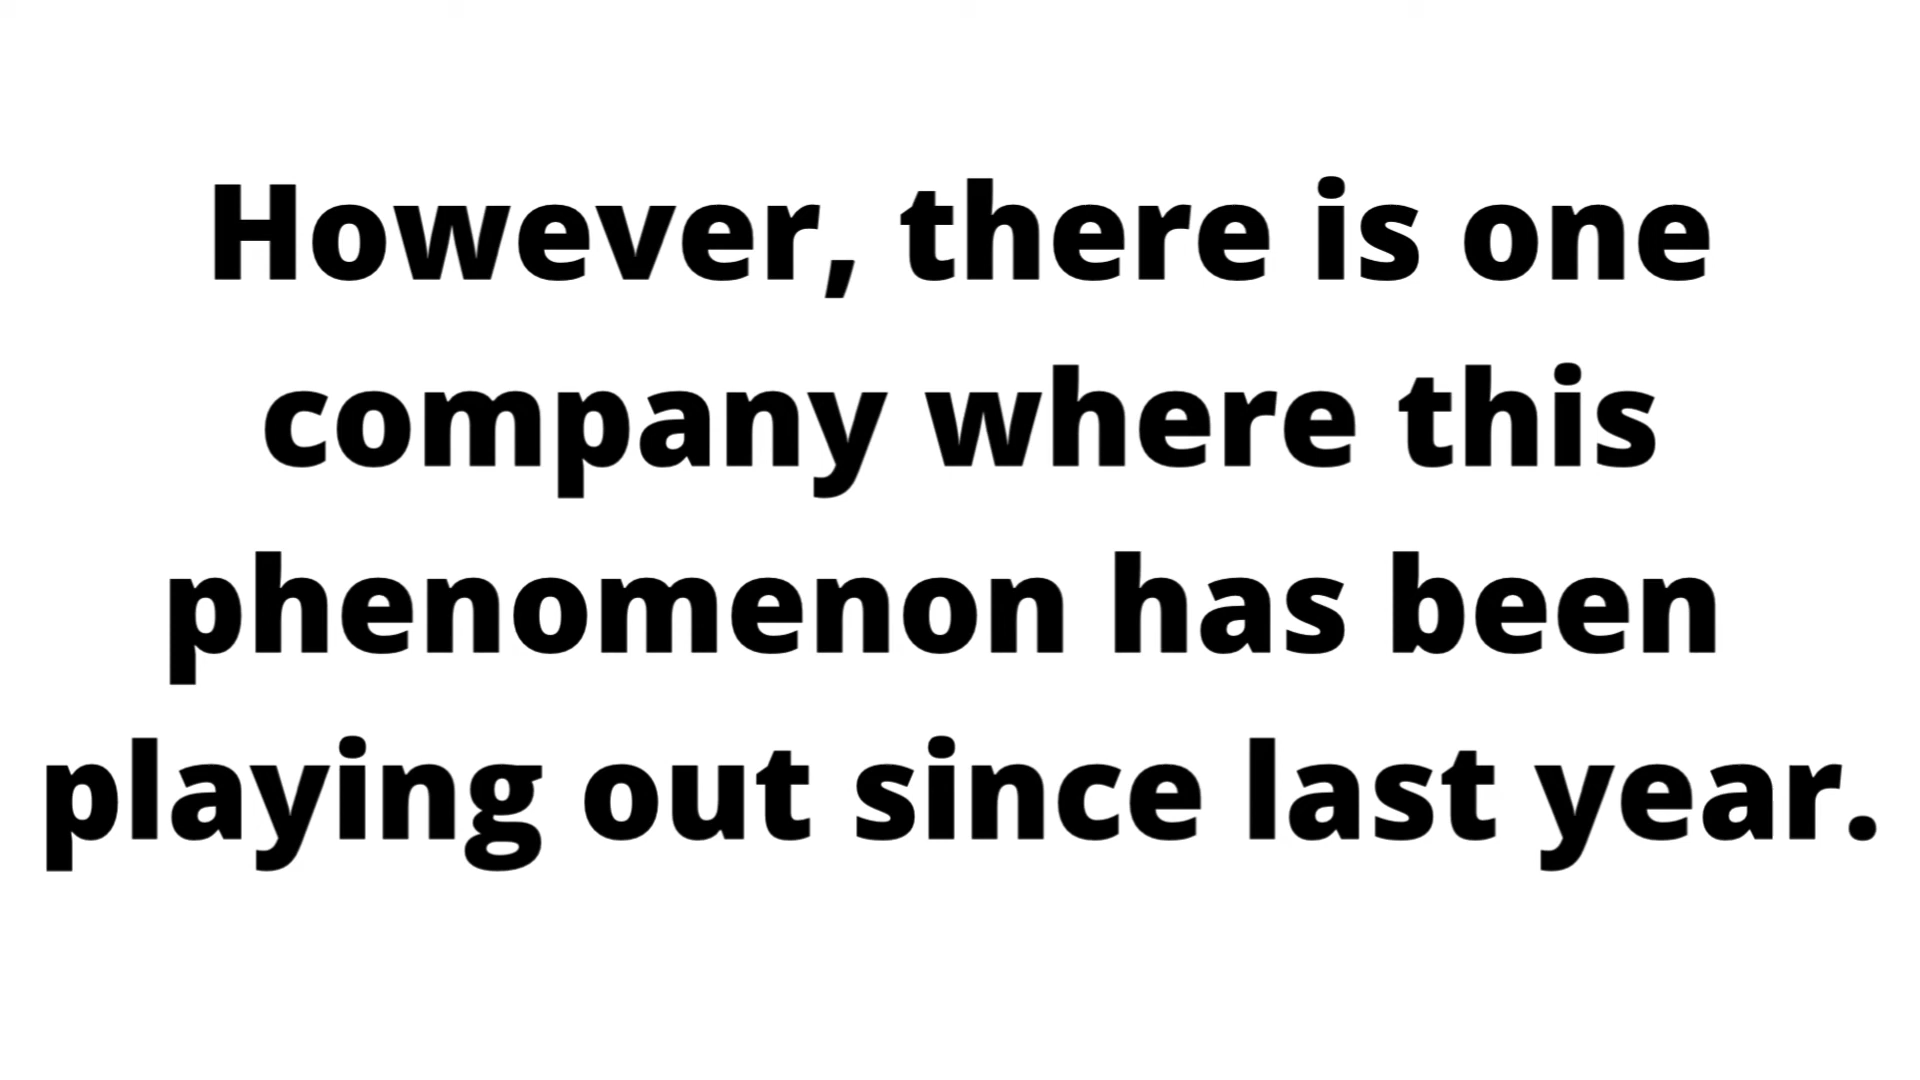 However, there is one
company where this
phenomenon has been
playing out since last year.